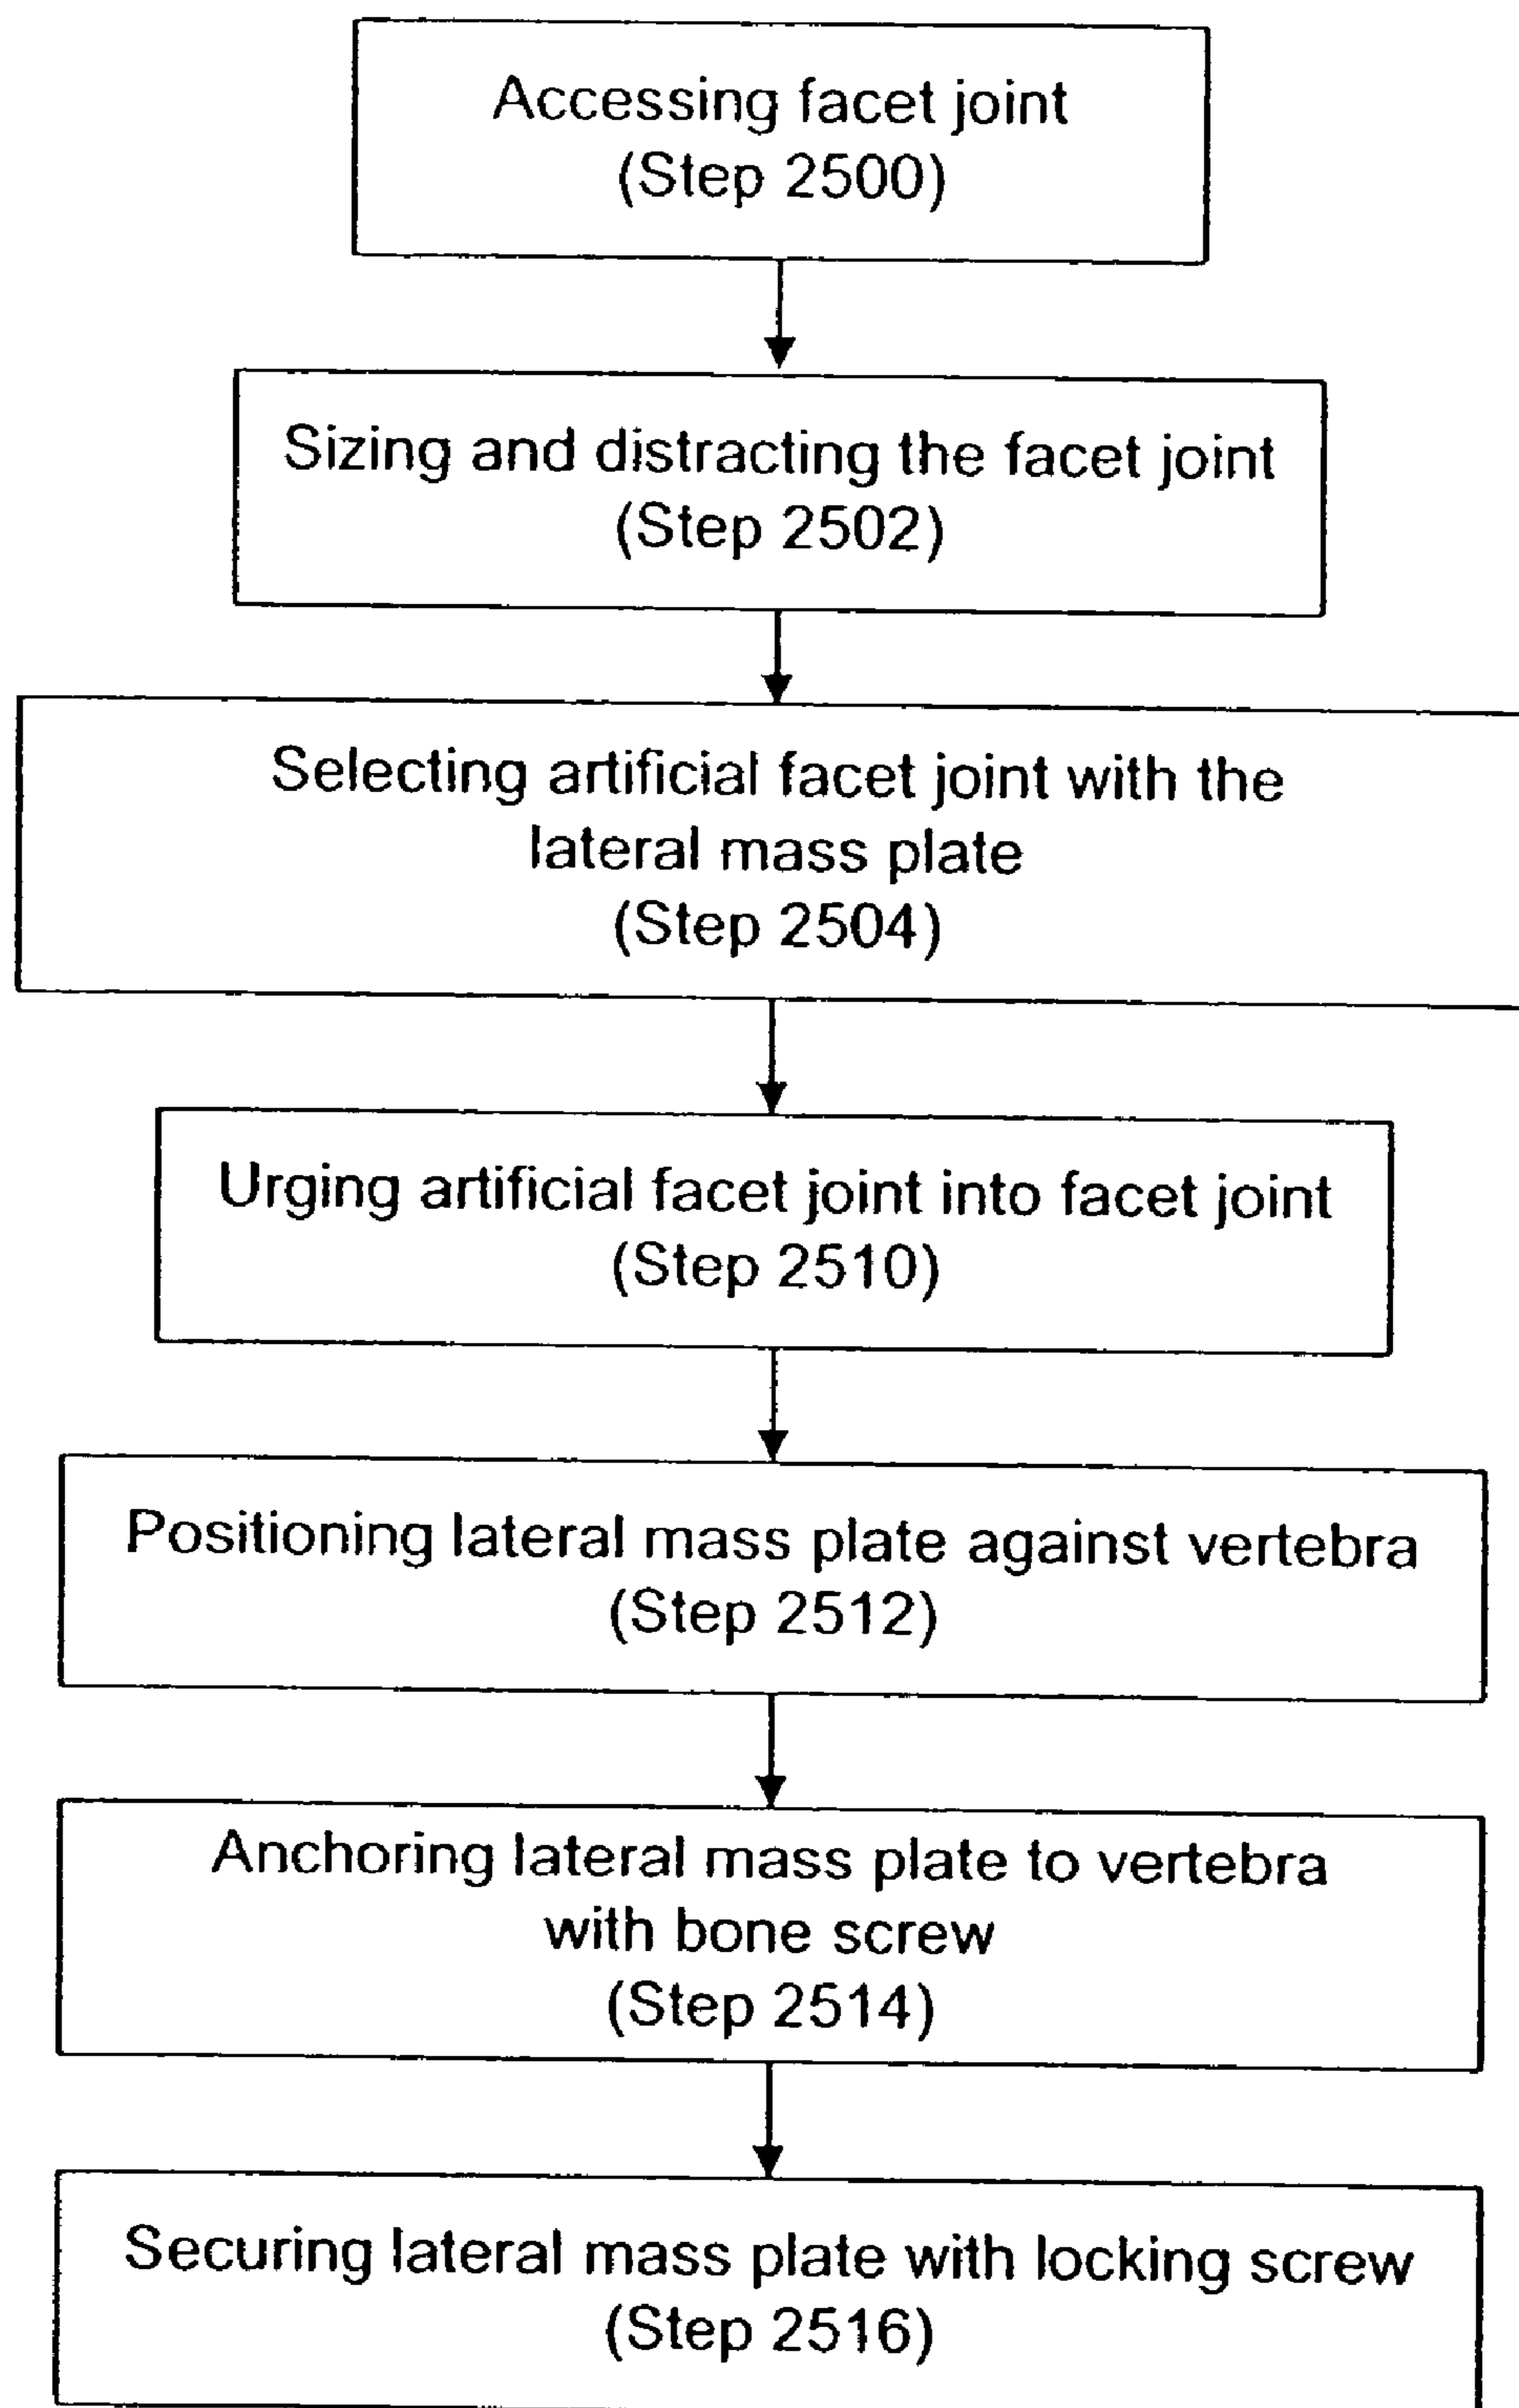 Accessing facet joint
(Step 2500)
Sizing and distracting the facet joint
(Step 2502)
Selecting artificial facet joint with the
lateral mass plate
(Step 2504)
Urging artificial facet joint into facet joint
(Step 2510)
Positioning lateral mass plate against vertebra
(Step 2512)
Anchoring lateral mass plate to vertebra
with bone screw
(Step 2514)
Securing lateral mass plate with locking screw
(Step 2516)